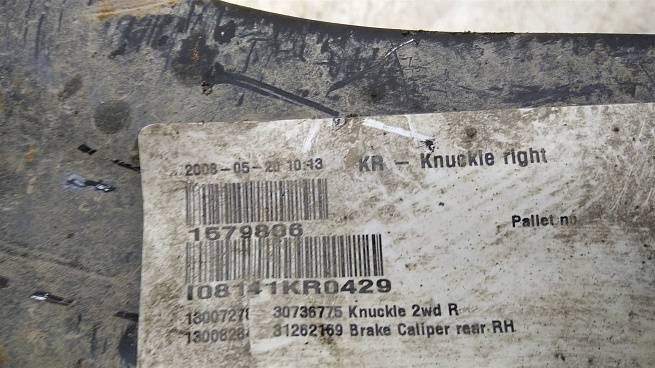 2008-05-20 10:13
KR - Knuckle right
1579806
Pallet no
I08141KR0429
30736775 Knuckle 2wd R
31262169 Brake Caliper rear RH